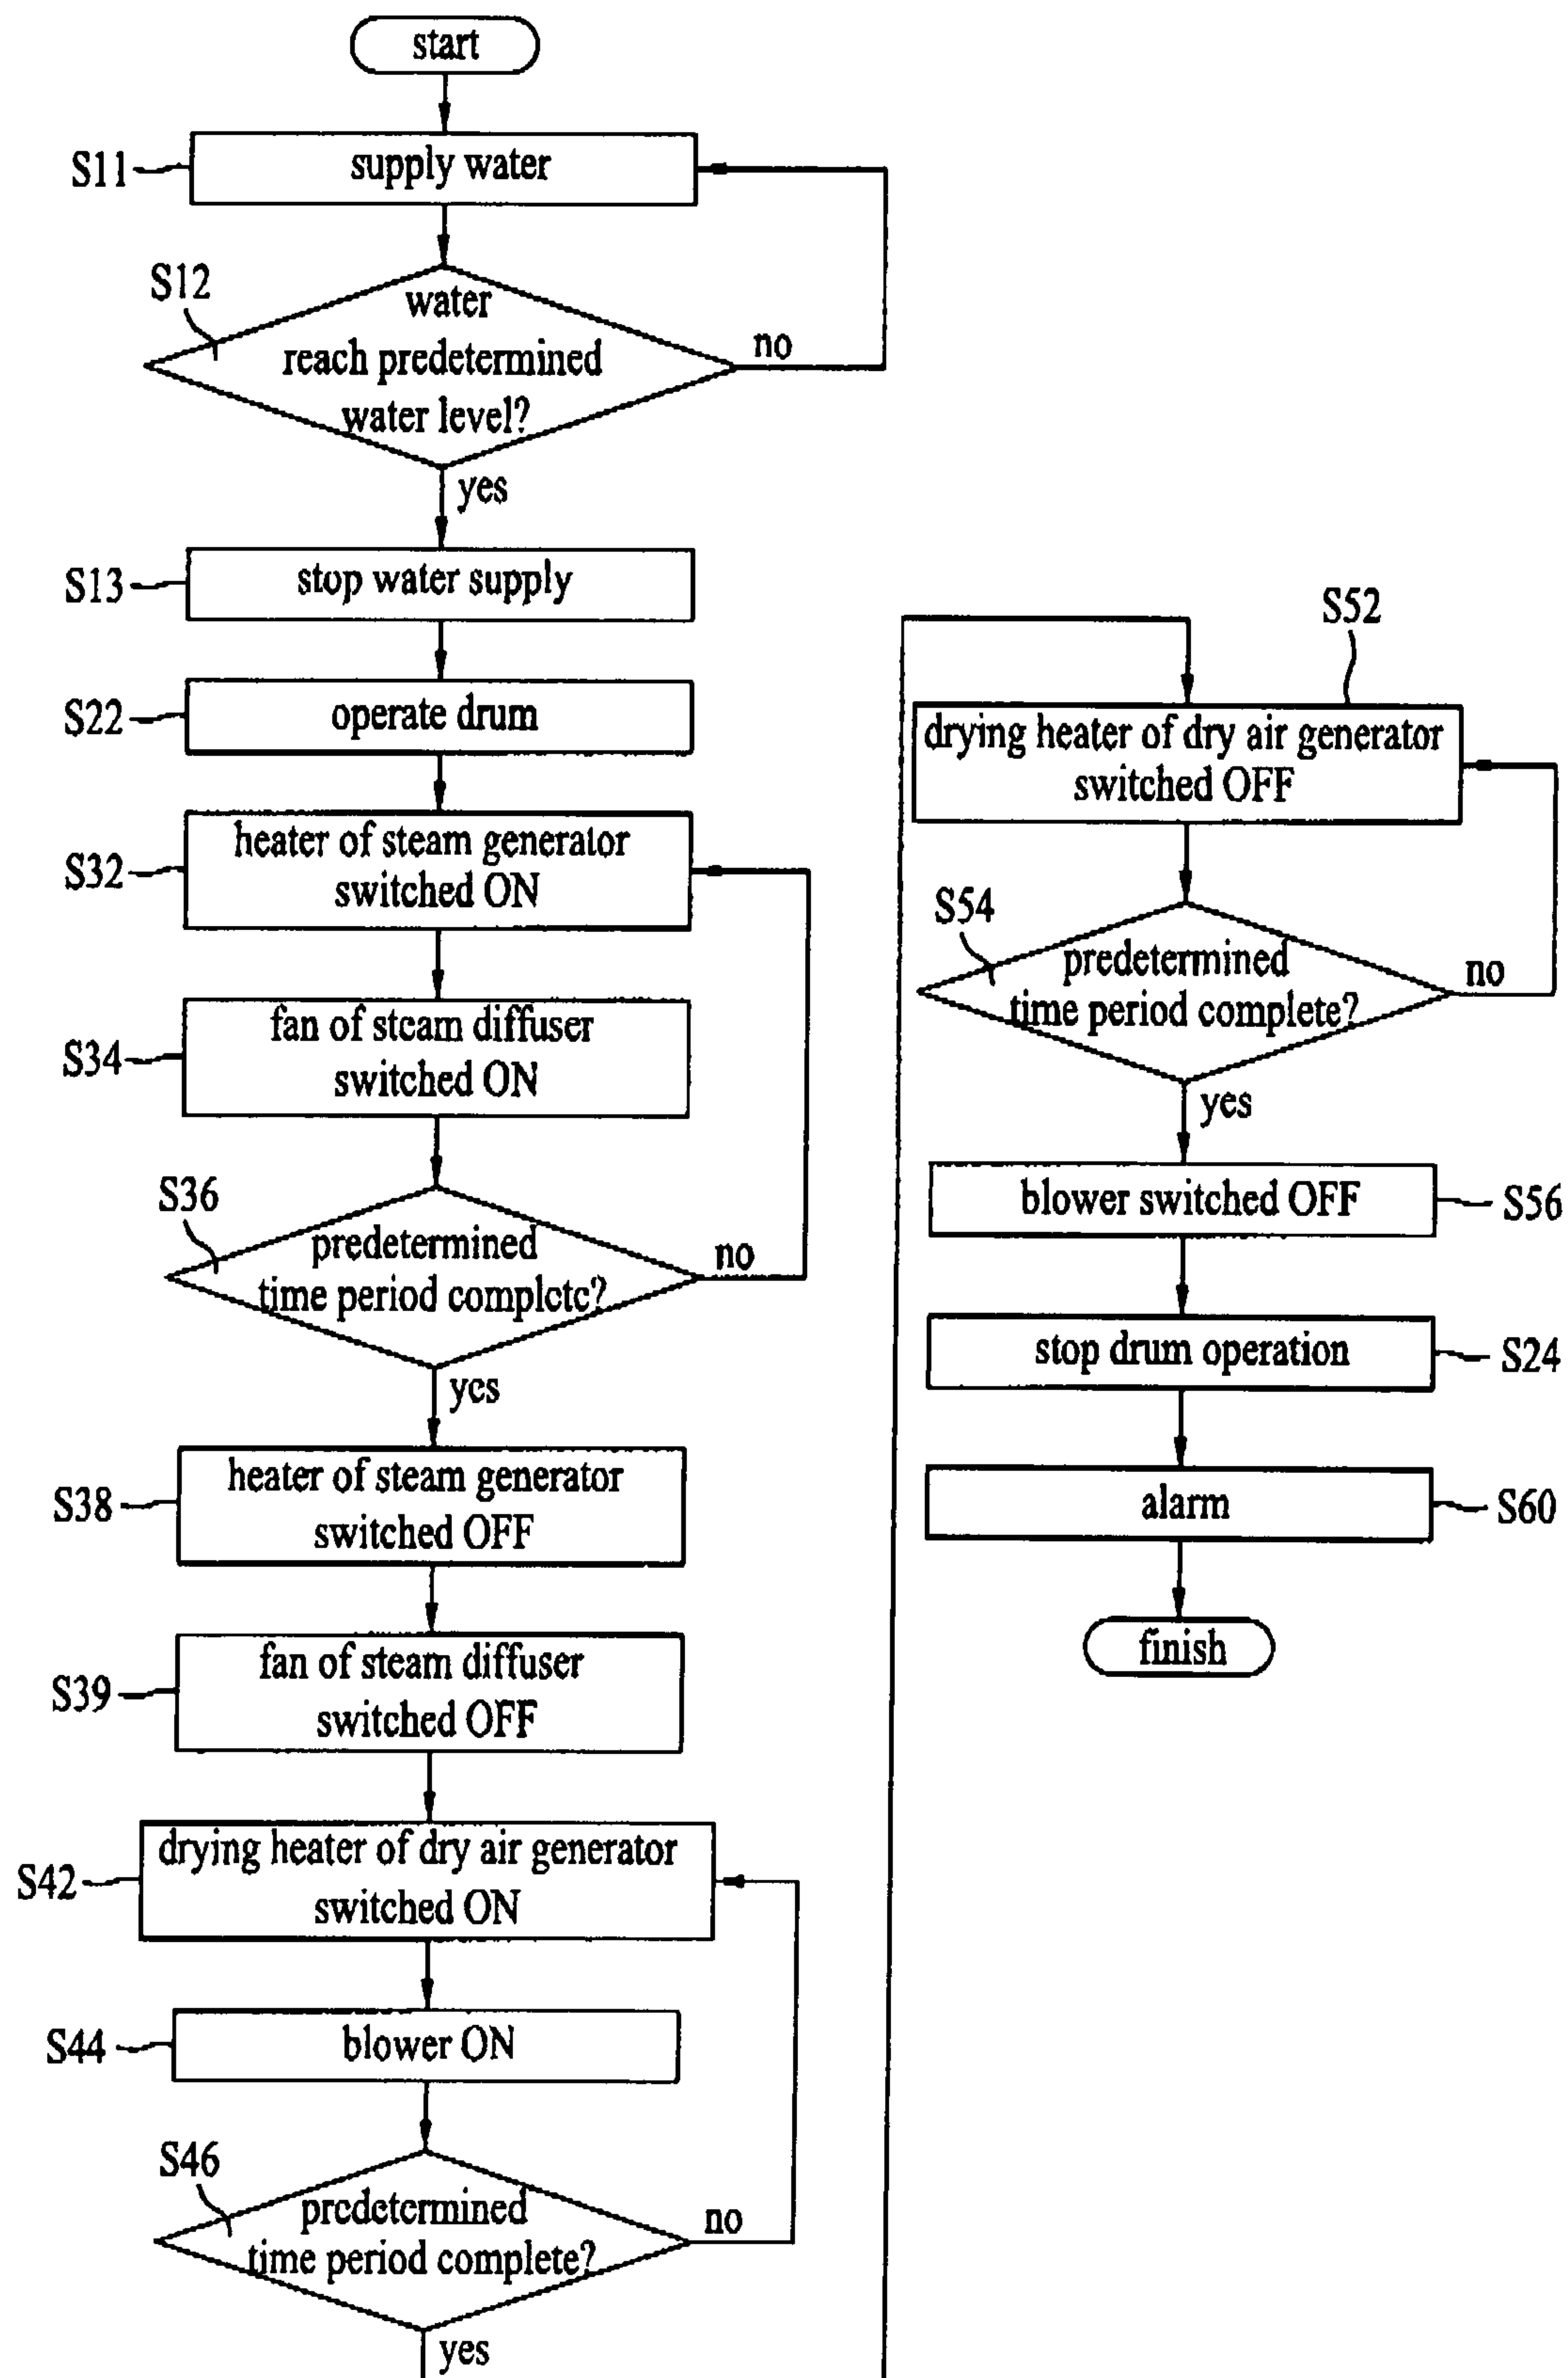 start
S11
supply water
S12
water
reach predetermined
water level?
no
yes
S13
stop water supply
S22
operate drum
S32
heater of steam generator
switched ON
S34
fan of steam diffuser
switched ON
S36
predetermined
time period complete?
no
yes
S38
heater of steam generator
switched OFF
S39
fan of steam diffuser
switched OFF
S42
drying heater of dry air generator
switched ON
S44
blower ON
S46
predetermined
time period complete?
no
yes
S52
drying heater of dry air generator
switched OFF
S54
predetermined
time period complete?
no
yes
blower switched OFF
S56
stop drum operation
S24
alarm
S60
finish